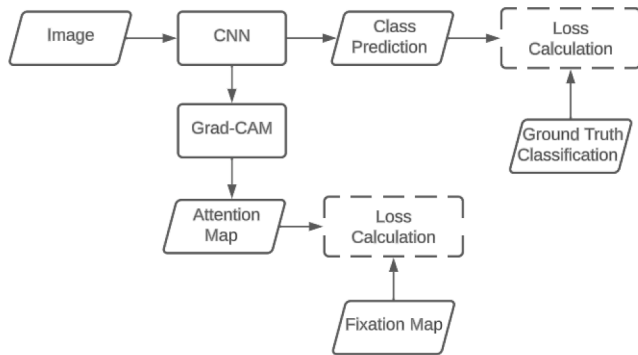 Image
CNN
Class
Prediction
Loss
Calculation
Grad-CAM
Ground Truth
Classification
Attention
Map
Loss
Calculation
Fixation Map